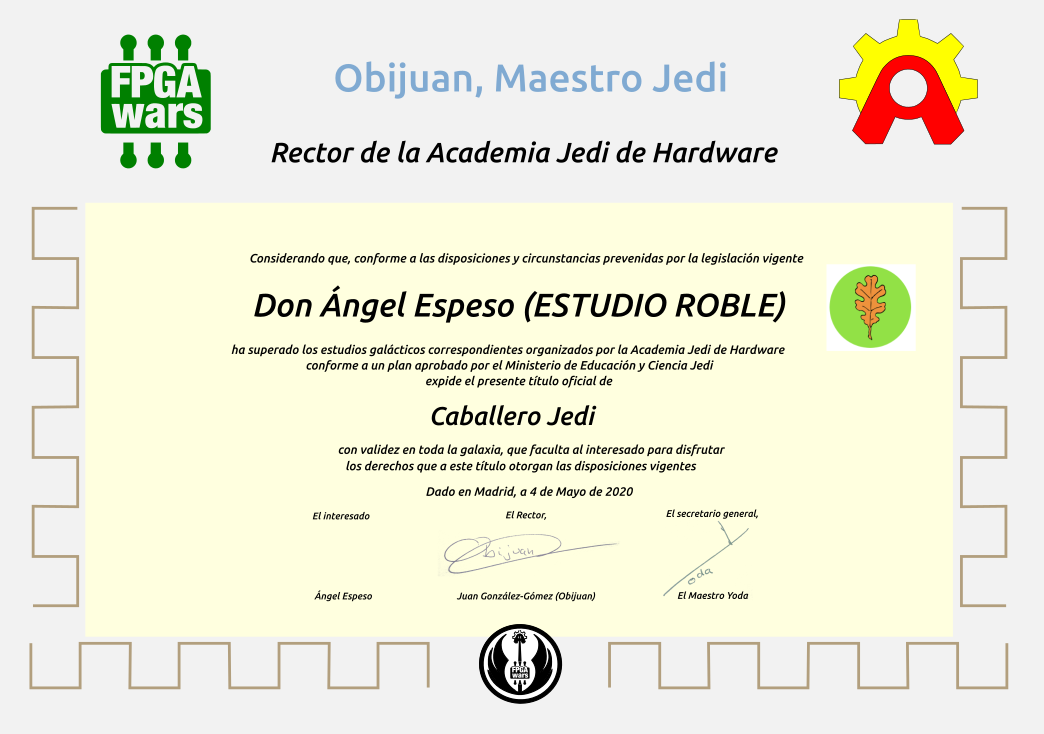 FPGA
wars
Obijuan, Maestro Jedi
Rector de la Academia Jedi de Hardware
Considerando que, conforme a las disposiciones y circunstancias prevenidas por la legislación vigente
Don Ángel Espeso (ESTUDIO ROBLE)
ha superado los estudios galácticos correspondientes organizados por la Academia Jedi de Hardware
conforme a un plan aprobado por el Ministerio de Educación y Ciencia Jedi
expide el presente título oficial de
Caballero Jedi
con validez en toda la galaxia, que faculta al interesado para disfrutar
los derechos que a este título otorgan las disposiciones vigentes
Dado en Madrid, a 4 de Mayo de 2020
El interesado
El Rector,
El secretario general,
Obijuan
Yoda
Ángel Espeso
Juan González-Gómez (Obijuan)
El Maestro Yoda
FPGA
wars